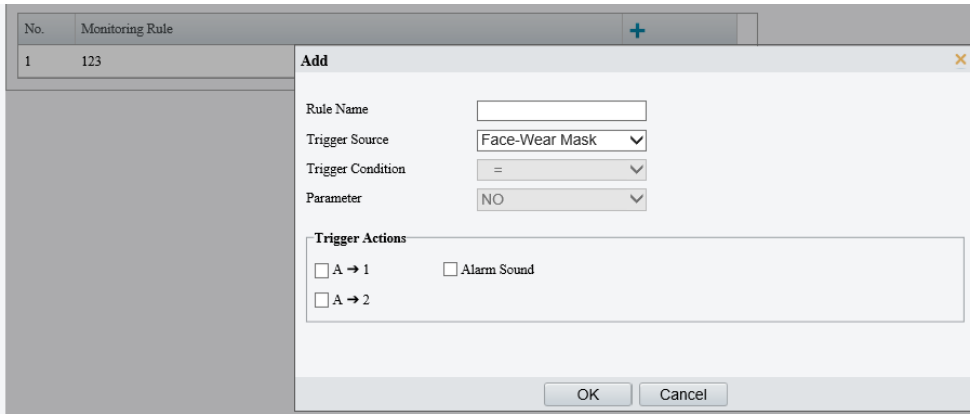 No. Monitoring Rule +
1 123
Add ×
Rule Name
Trigger Source Face-Wear Mask
Trigger Condition =
Parameter NO
Trigger Actions
A ➔ 1 Alarm Sound
A ➔ 2
OK Cancel